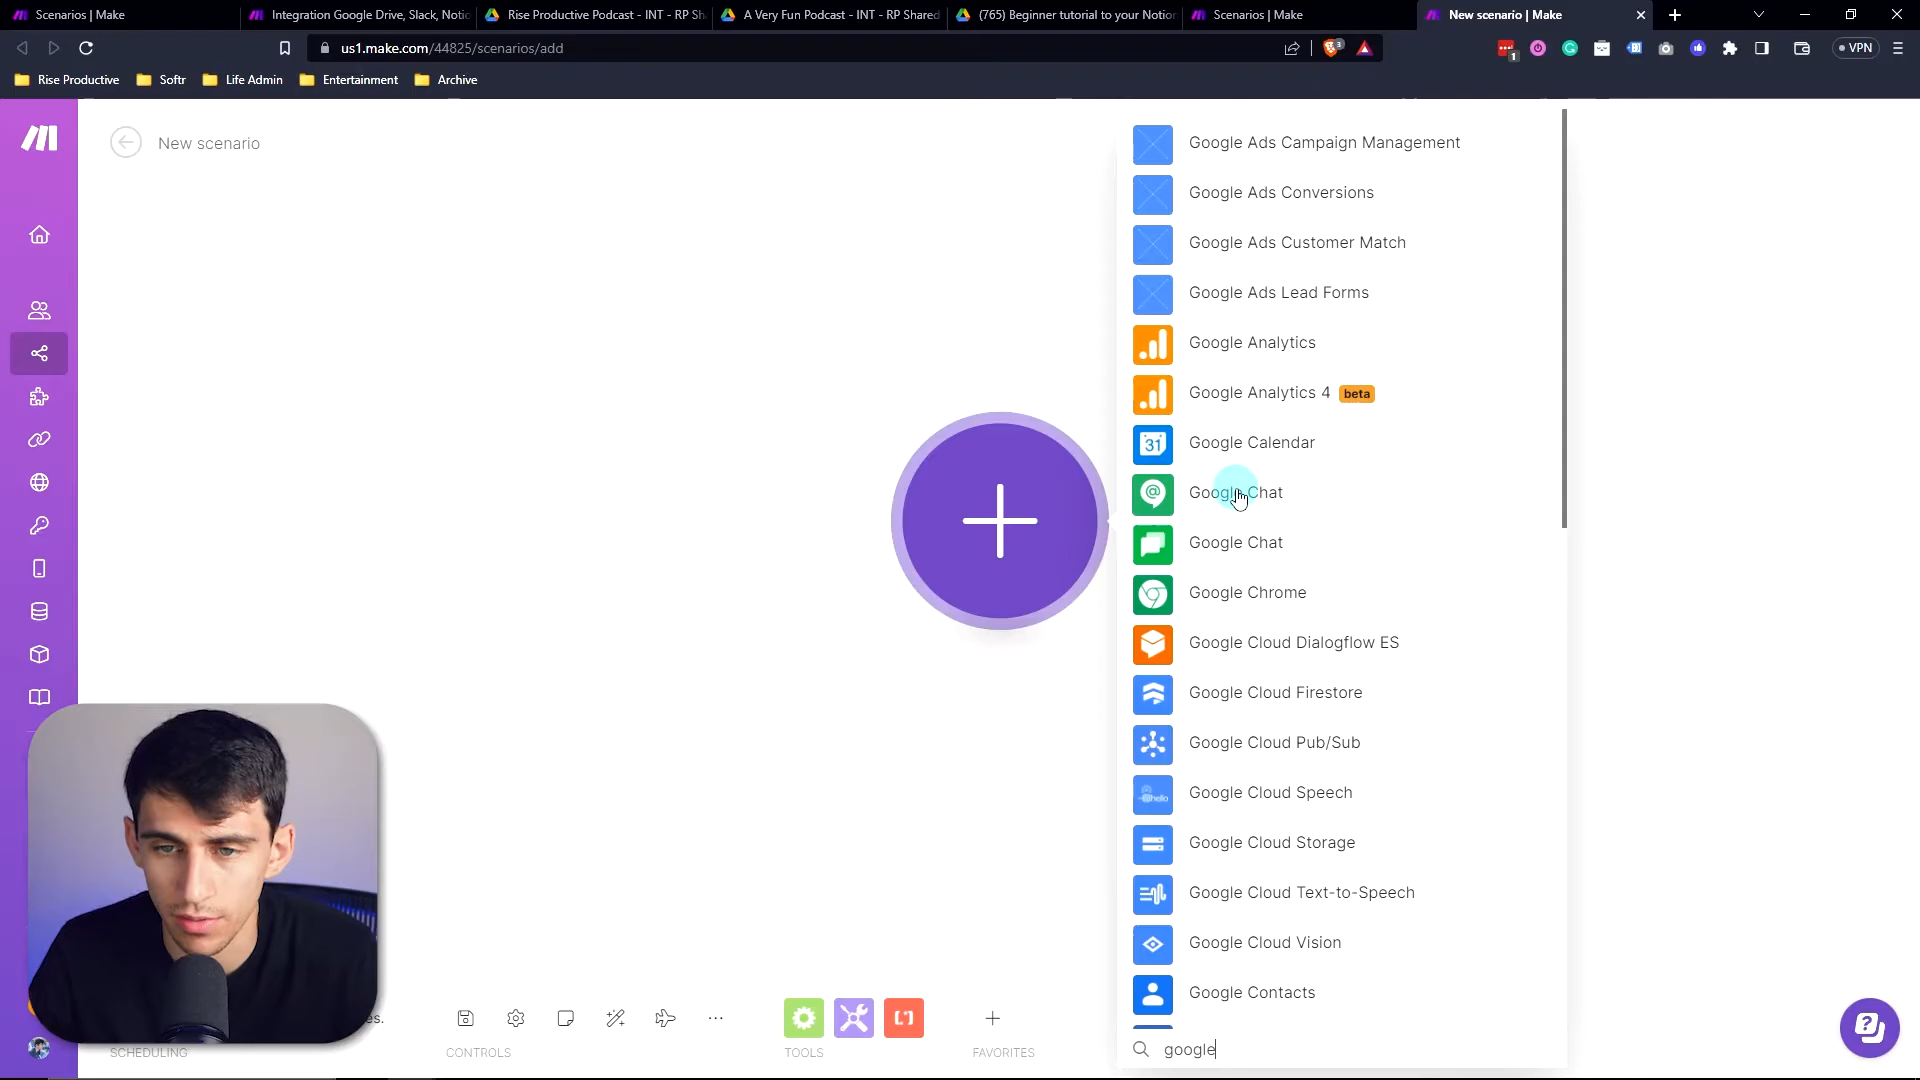 Scenarios | Make
Integration Google Drive, Slack, Notio
Rise Productive Podcast - INT - RP Sh
A Very Fun Podcast - INT - RP Shared
(765) Beginner tutorial to your Notion
Scenarios | Make
New scenario | Make
us1.make.com/44825/scenarios/add
3
1
VPN
Rise Productive
Softr
Life Admin
Entertainment
Archive
New scenario
Google Ads Campaign Management
Google Ads Conversions
Google Ads Customer Match
Google Ads Lead Forms
Google Analytics
Google Analytics 4 beta
31
Google Calendar
Google Chat
Google Chat
Google Chrome
Google Cloud Dialogflow ES
Google Cloud Firestore
Google Cloud Pub/Sub
Google Cloud Speech
Google Cloud Storage
Google Cloud Text-to-Speech
Google Cloud Vision
Google Contacts
google
es.
SCHEDULING
CONTROLS
TOOLS
FAVORITES